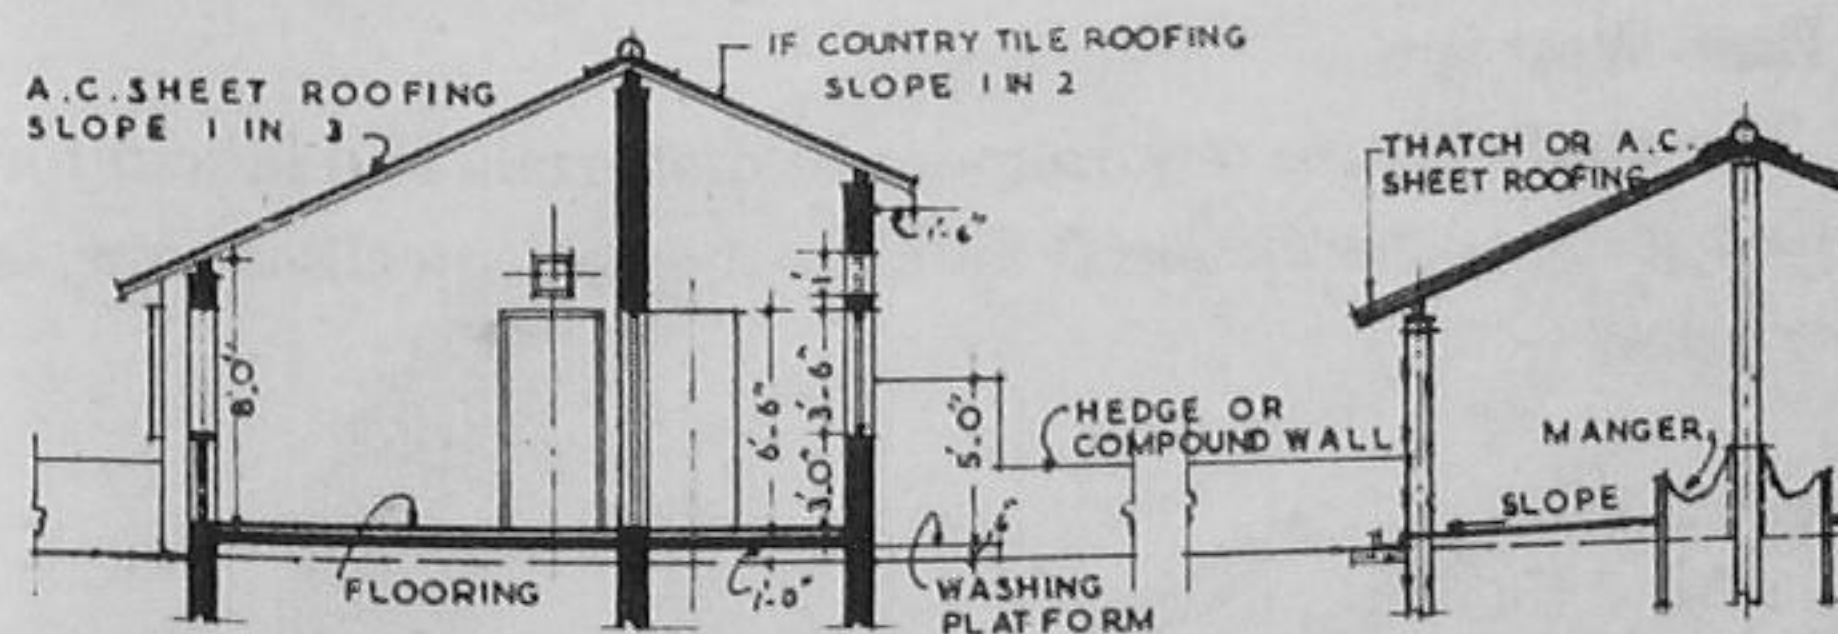 A.C.SHEET ROOFING
SLOPE 1 IN 3
IF COUNTRY TILE ROOFING
SLOPE 1 IN 2
THATCH OR A.C.
SHEET ROOFING
1'-6"
1'
8'.0"
6'-6"
3'-6"
3'.0"
5'.0"
6"
1'-0"
HEDGE OR
COMPOUND WALL
MANGER
SLOPE
FLOORING
WASHING
PLATFORM